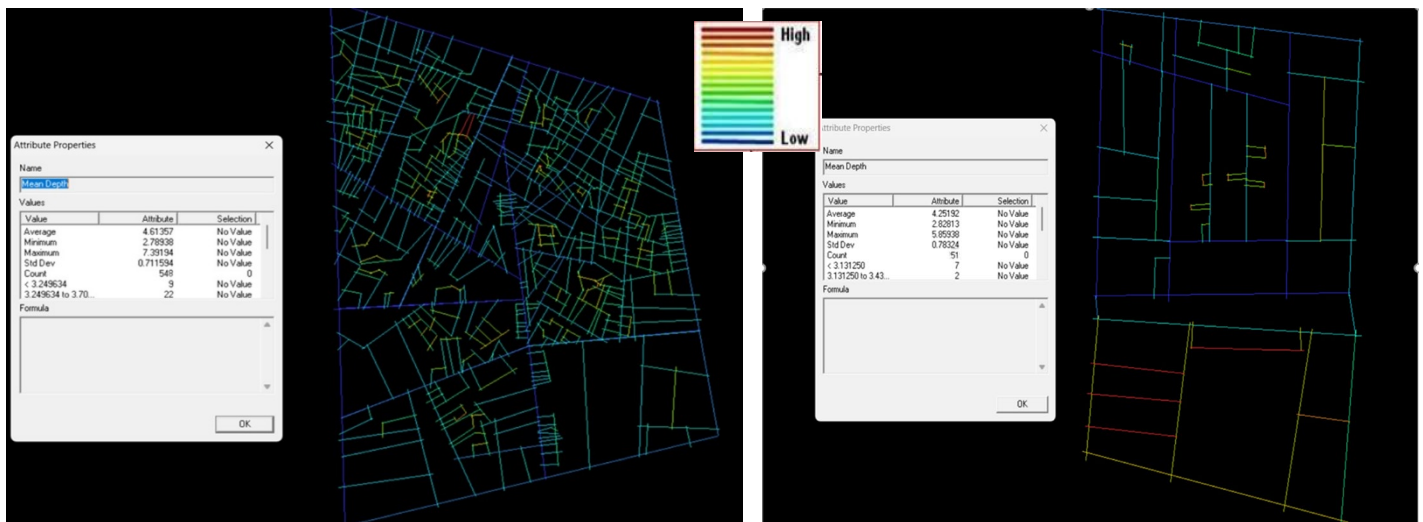 Attribute Properties
Name
Mean Depth
Values
Value Attribute Selection
Average 4.61357 No Value
Minimum 2.78938 No Value
Maximum 7.39194 No Value
Std Dev 0.711594 No Value
Count 548 0
< 3.249634 9 No Value
3.249634 to 3.70... 22 No Value
Formula
OK
High
Low
Attribute Properties
Name
Mean Depth
Values
Value Attribute Selection
Average 4.25192 No Value
Minimum 2.82813 No Value
Maximum 5.85938 No Value
Std Dev 0.78324 No Value
Count 51 0
< 3.131250 7 No Value
3.131250 to 3.43... 2 No Value
Formula
OK